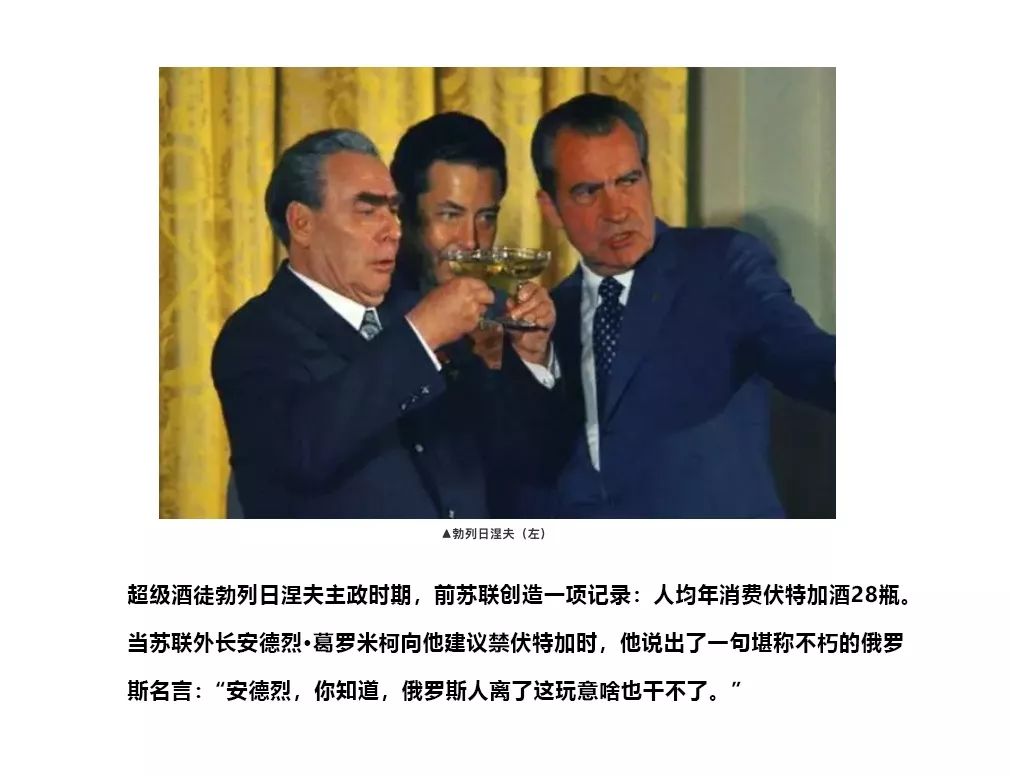 ▲勃列日涅夫（左）
超级酒徒勃列日涅夫主政时期，前苏联创造一项记录：人均年消费伏特加酒28瓶。
当苏联外长安德烈·葛罗米柯向他建议禁伏特加时，他说出了一句堪称不朽的俄罗
斯名言：“安德烈，你知道，俄罗斯人离了这玩意啥也干不了。”